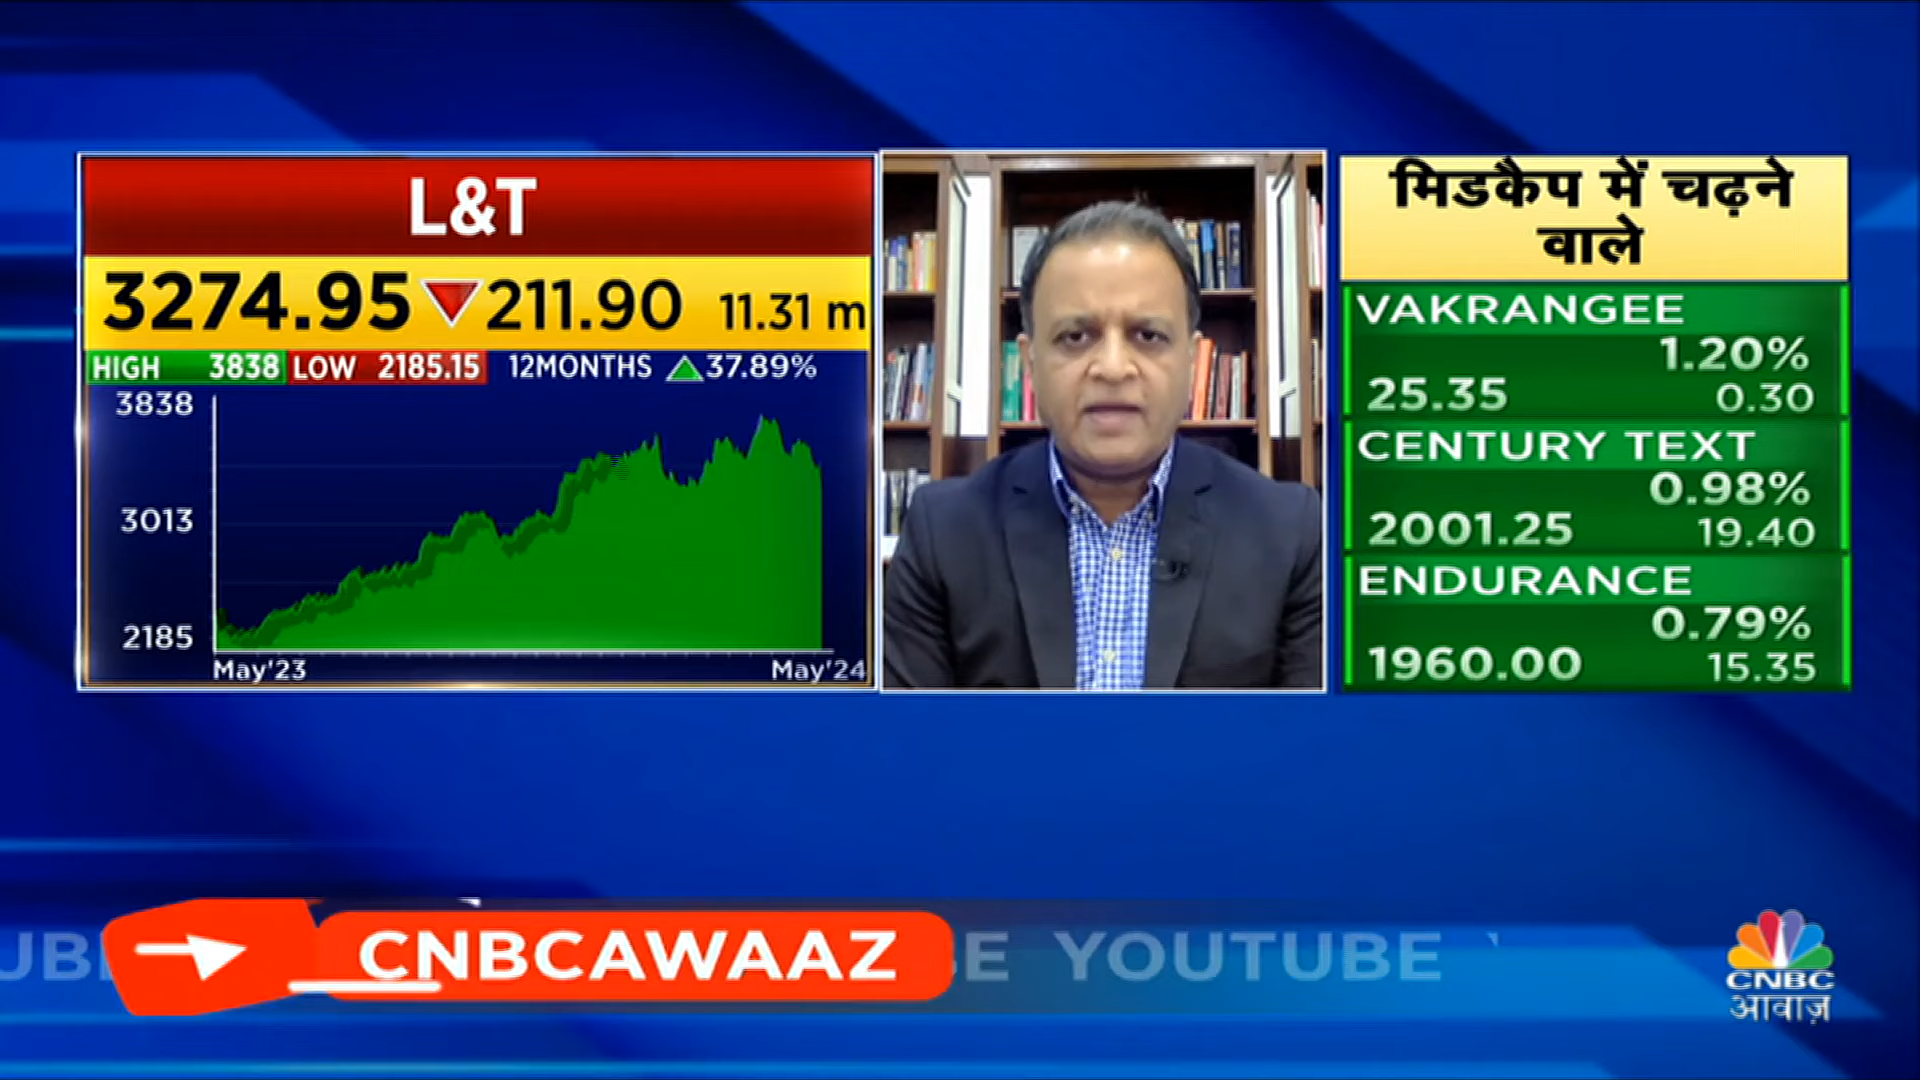 L&T
3274.95 211.90 11.31 m
HIGH 3838 LOW 2185.15 12MONTHS 37.89%
3838
3013
2185
May'23 May'24
मिडकैप में चढ़ने
वाले
VAKRANGEE
1.20%
25.35 0.30
CENTURY TEXT
0.98%
2001.25 19.40
ENDURANCE
0.79%
1960.00 15.35
CNBCAWAAZ
YOUTUBE
CNBC
आवाज़